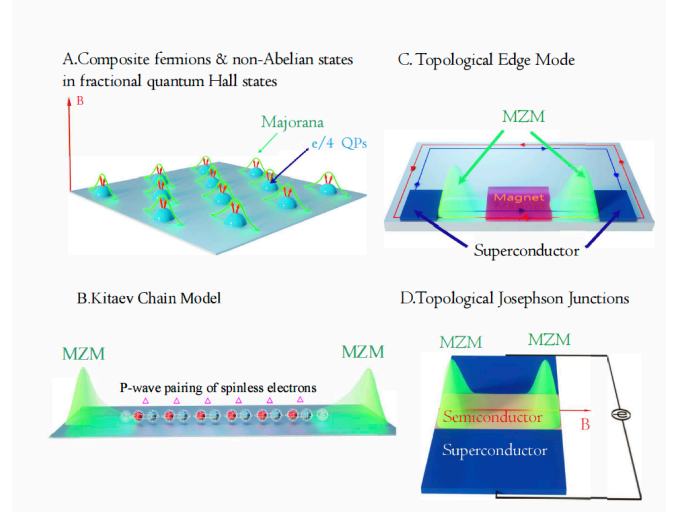 A.Composite fermions & non-Abelian states
in fractional quantum Hall states
B
Majorana
e/4 QPs
C. Topological Edge Mode
MZM
Magnet
Superconductor
B.Kitaev Chain Model
MZM
MZM
P-wave pairing of spinless electrons
Δ Δ Δ Δ Δ Δ
D.Topological Josephson Junctions
MZM MZM
Semiconductor
B
Superconductor